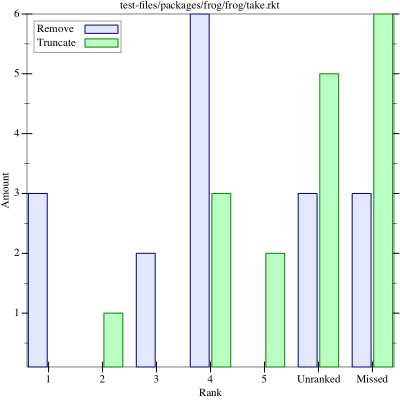 test-files/packages/frog/frog/take.rkt
Remove
Truncate
6
5
4
3
2
1
Amount
1 2 3 4 5 Unranked Missed
Rank